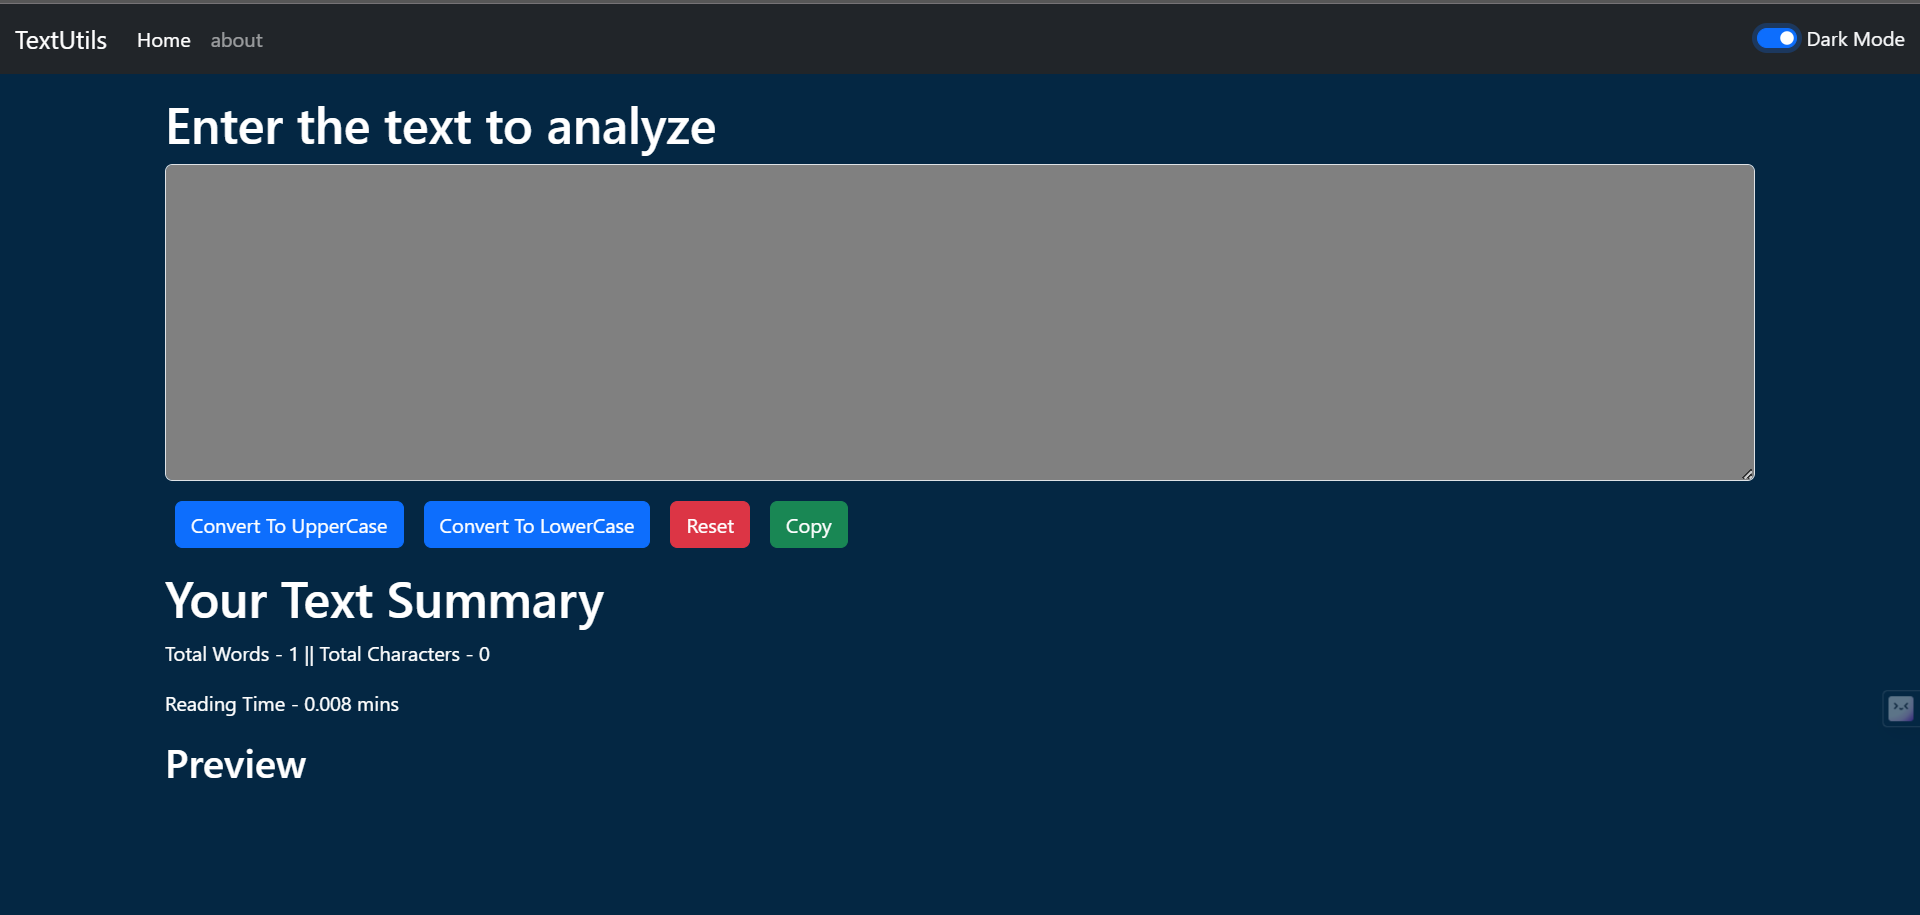 TextUtils Home about Dark Mode
Enter the text to analyze
Convert To UpperCase Convert To LowerCase Reset Copy
Your Text Summary
Total Words - 1 || Total Characters - 0
Reading Time - 0.008 mins
Preview